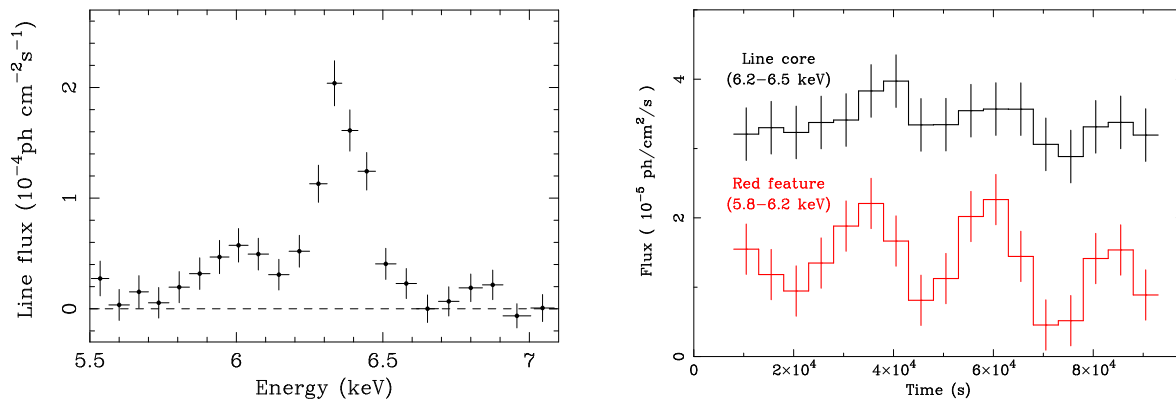 Line flux (10⁻⁴ph cm⁻²s⁻¹)
2
1
0
5.5 6 6.5 7
Energy (keV)
Flux ( 10⁻⁵ ph/cm²/s )
4
2
0
Line core
(6.2−6.5 keV)
Red feature
(5.8−6.2 keV)
0 2×10⁴ 4×10⁴ 6×10⁴ 8×10⁴
Time (s)